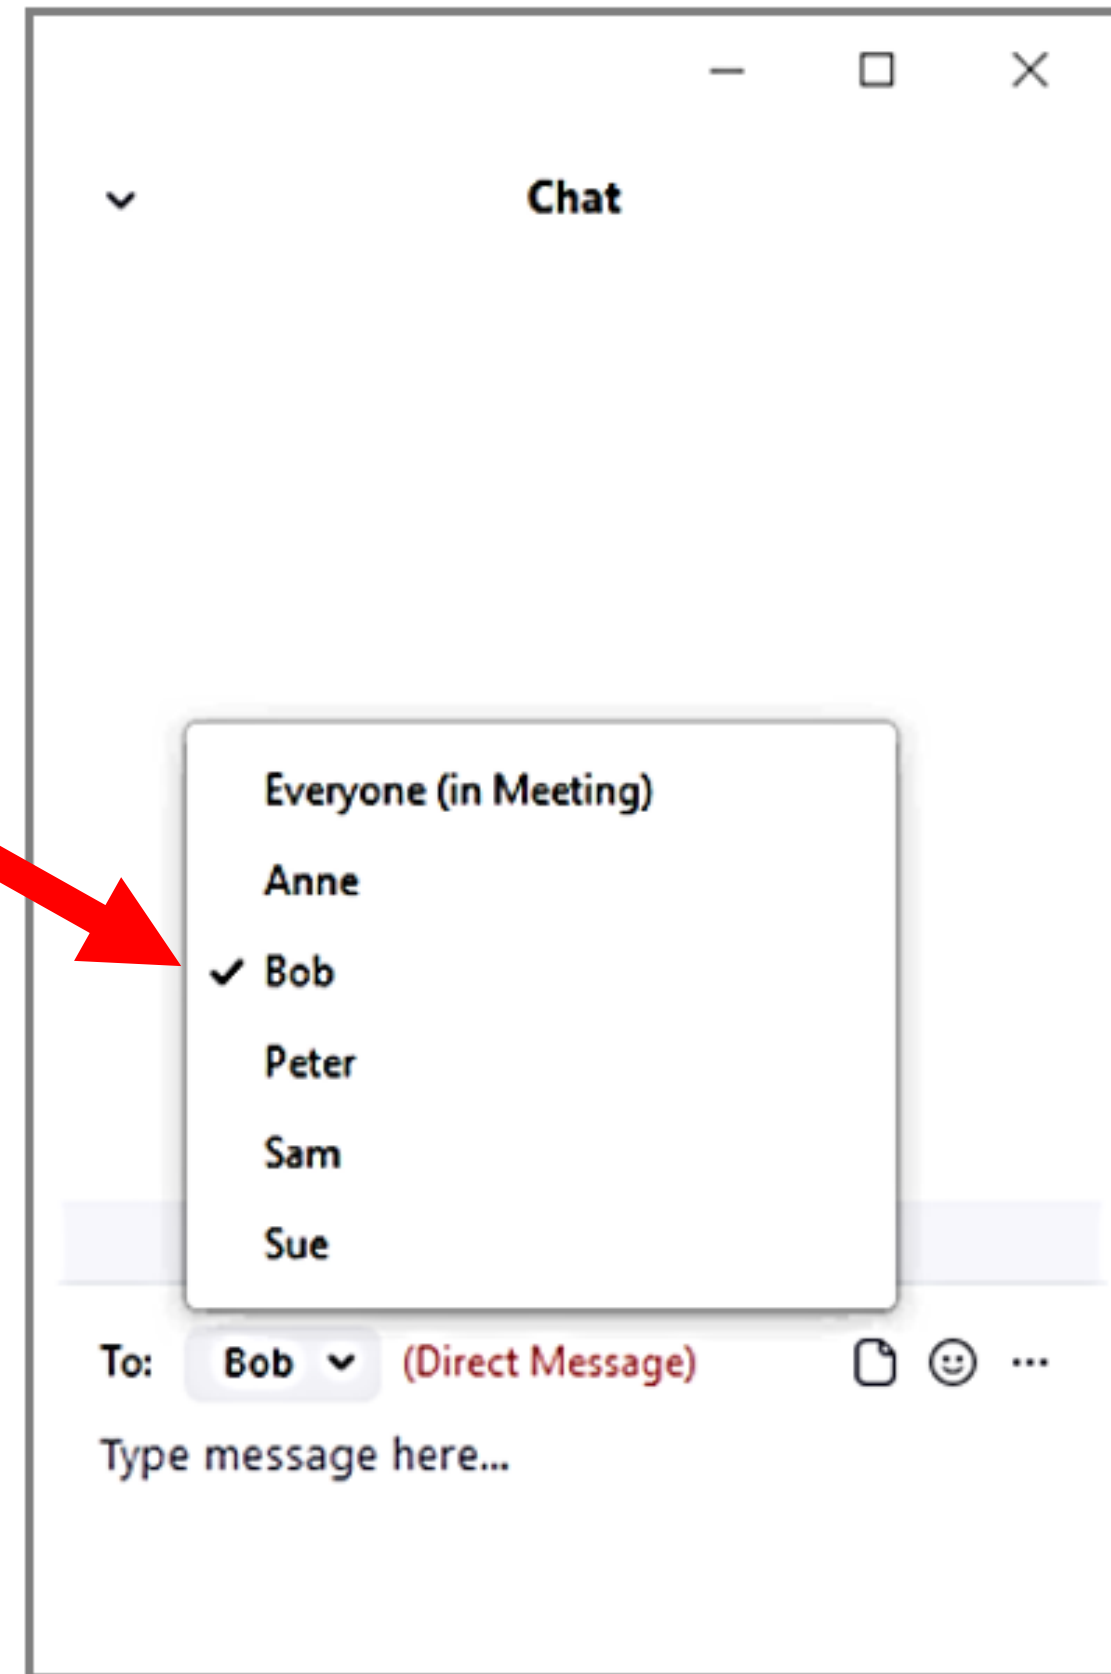 Chat
Everyone (in Meeting)
Anne
Bob
Peter
Sam
Sue
To: Bob (Direct Message)
Type message here...